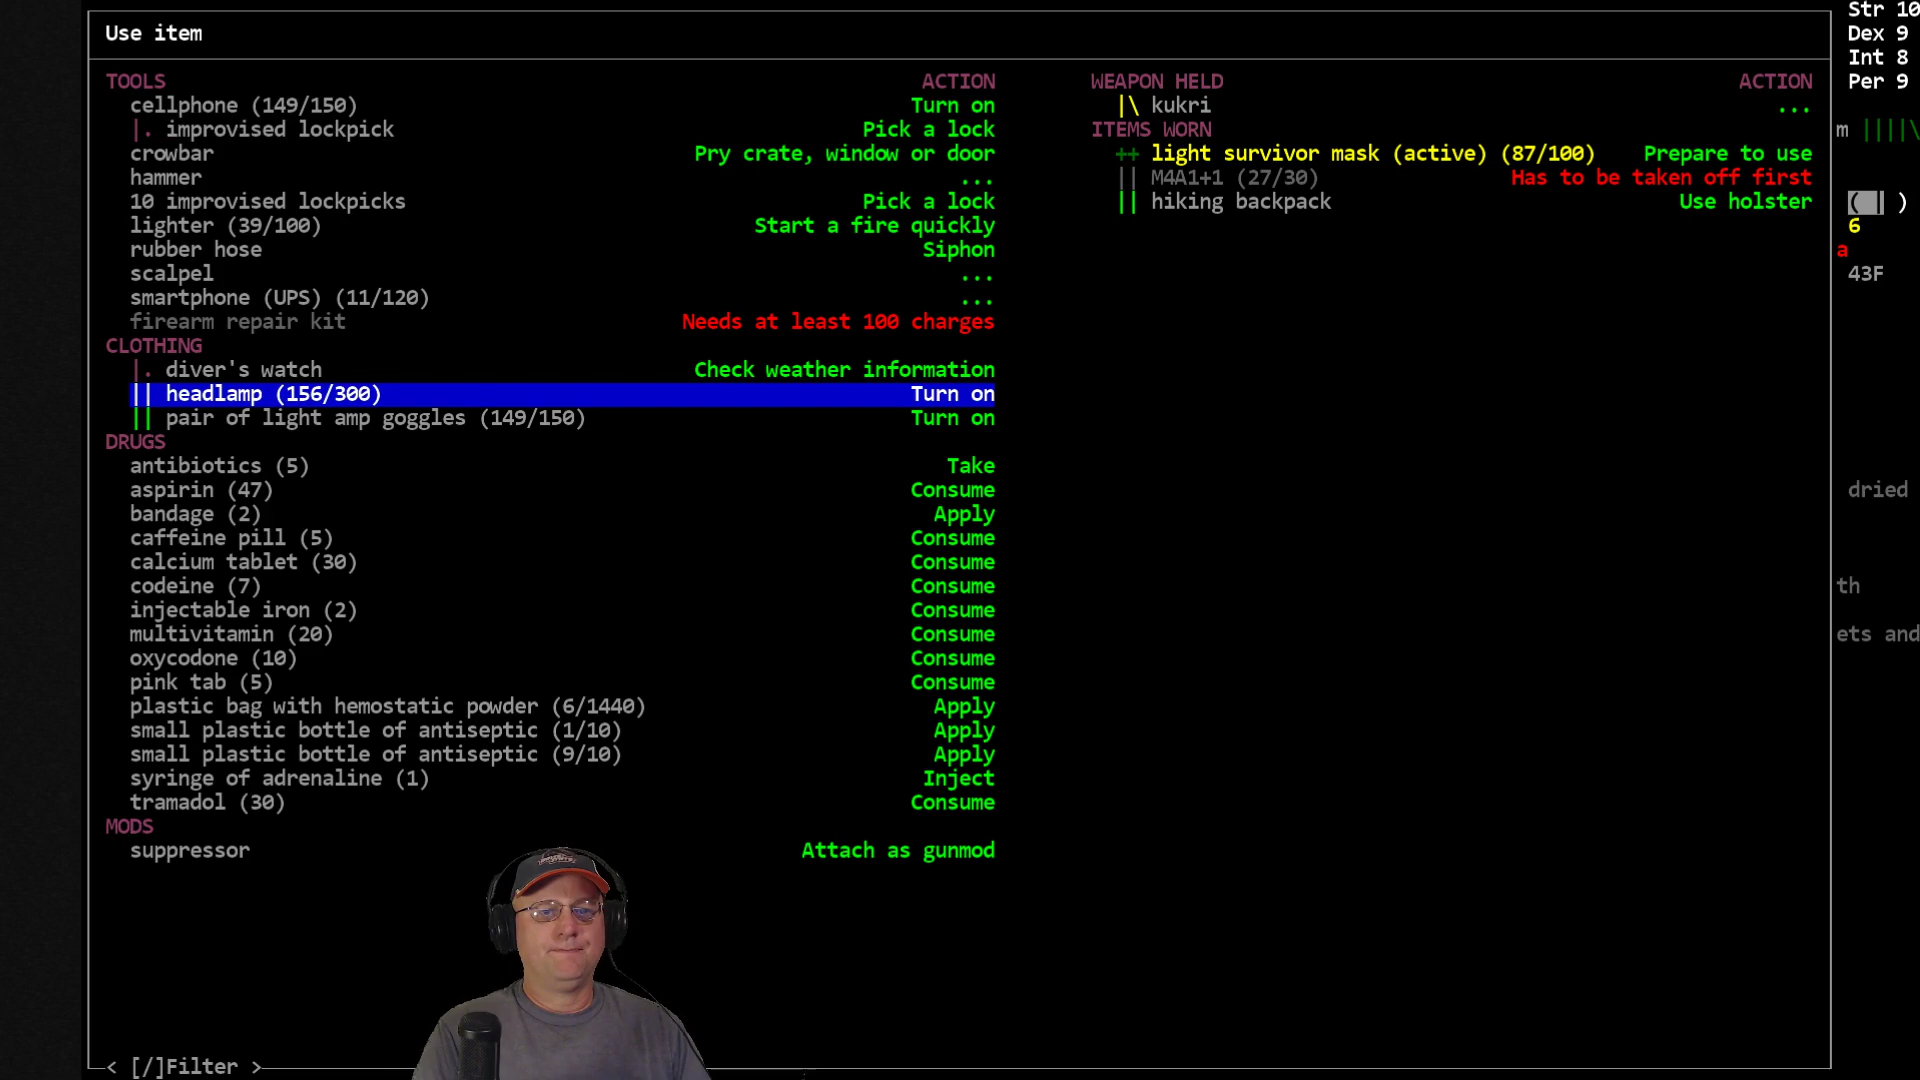 Use item
TOOLS ACTION
cellphone (149/150) Turn on
|. improvised lockpick Pick a lock
crowbar Pry crate, window or door
hammer ...
10 improvised lockpicks Pick a lock
lighter (39/100) Start a fire quickly
rubber hose Siphon
scalpel ...
smartphone (UPS) (11/120) ...
firearm repair kit Needs at least 100 charges
CLOTHING
|. diver's watch Check weather information
|| headlamp (156/300) Turn on
|| pair of light amp goggles (149/150) Turn on
DRUGS
antibiotics (5) Take
aspirin (47) Consume
bandage (2) Apply
caffeine pill (5) Consume
calcium tablet (30) Consume
codeine (7) Consume
injectable iron (2) Consume
multivitamin (20) Consume
oxycodone (10) Consume
pink tab (5) Consume
plastic bag with hemostatic powder (6/1440) Apply
small plastic bottle of antiseptic (1/10) Apply
small plastic bottle of antiseptic (9/10) Apply
syringe of adrenaline (1) Inject
tramadol (30) Consume
MODS
suppressor Attach as gunmod
< [/]Filter >
WEAPON HELD ACTION
|\ kukri ...
ITEMS WORN
++ light survivor mask (active) (87/100) Prepare to use
|| M4A1+1 (27/30) Has to be taken off first
|| hiking backpack Use holster
Str 10
Dex 9
Int 8
Per 9
m ||||\
( | )
6
a
43F
dried
th
ets and